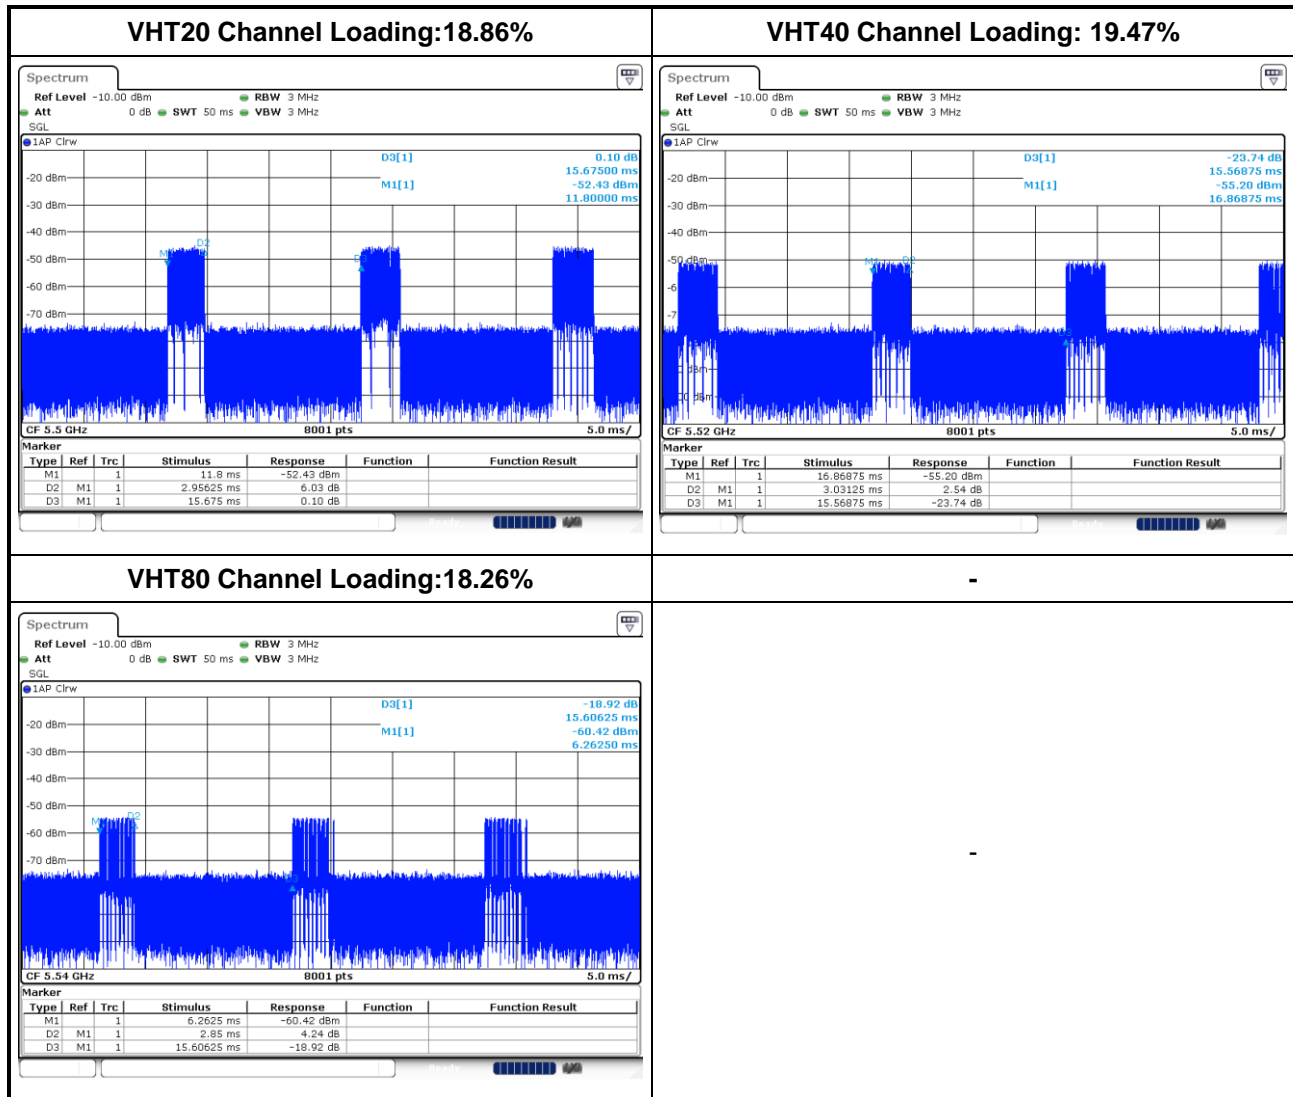 VHT20 Channel Loading:18.86%
Spectrum
Ref Level -10.00 dBm RBW 3 MHz
Att 0 dB SWT 50 ms VBW 3 MHz
SGL
1AP Clrw
D3[1] 0.10 dB
15.67500 ms
M1[1] -52.43 dBm
11.80000 ms
-20 dBm
-30 dBm
-40 dBm
D2
-50 dBm
-60 dBm
-70 dBm
CF 5.5 GHz 8001 pts 5.0 ms/
Marker
Type Ref Trc Stimulus Response Function Function Result
M1 1 11.8 ms -52.43 dBm
D2 M1 1 2.95625 ms 6.03 dB
D3 M1 1 15.675 ms 0.10 dB
VHT40 Channel Loading: 19.47%
Spectrum
Ref Level -10.00 dBm RBW 3 MHz
Att 0 dB SWT 50 ms VBW 3 MHz
SGL
1AP Clrw
D3[1] -23.74 dB
15.56875 ms
M1[1] -55.20 dBm
16.86875 ms
-20 dBm
-30 dBm
-40 dBm
-50 dBm
M1 D2
CF 5.52 GHz 8001 pts 5.0 ms/
Marker
Type Ref Trc Stimulus Response Function Function Result
M1 1 16.86875 ms -55.20 dBm
D2 M1 1 3.03125 ms 2.54 dB
D3 M1 1 15.56875 ms -23.74 dB
VHT80 Channel Loading:18.26%
Spectrum
Ref Level -10.00 dBm RBW 3 MHz
Att 0 dB SWT 50 ms VBW 3 MHz
SGL
1AP Clrw
D3[1] -18.92 dB
15.60625 ms
M1[1] -60.42 dBm
6.26250 ms
-20 dBm
-30 dBm
-40 dBm
-50 dBm
D2
-60 dBm
-70 dBm
CF 5.54 GHz 8001 pts 5.0 ms/
Marker
Type Ref Trc Stimulus Response Function Function Result
M1 1 6.2625 ms -60.42 dBm
D2 M1 1 2.85 ms 4.24 dB
D3 M1 1 15.60625 ms -18.92 dB
-
-